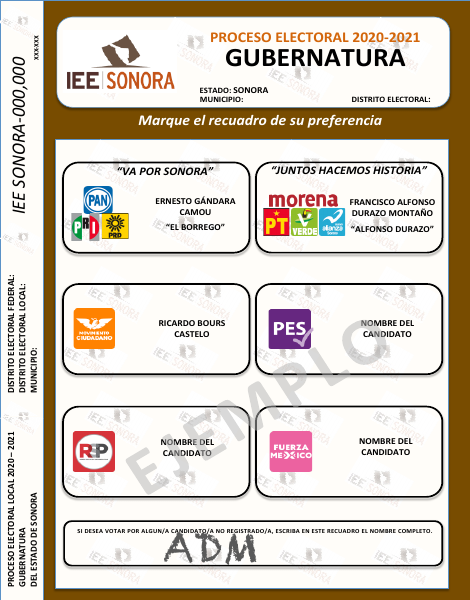 PROCESO ELECTORAL 2020-2021
GUBERNATURA
IEE SONORA
ESTADO: SONORA
MUNICIPIO:
DISTRITO ELECTORAL:
Marque el recuadro de su preferencia
"VA POR SONORA"
PAN
PRI
PRD
ERNESTO GÁNDARA
CAMOU
"EL BORREGO"
"JUNTOS HACEMOS HISTORIA"
morena
PT
VERDE
alianza
FRANCISCO ALFONSO
DURAZO MONTAÑO
"ALFONSO DURAZO"
MOVIMIENTO
CIUDADANO
RICARDO BOURS
CASTELO
PES
NOMBRE DEL
CANDIDATO
RSP
NOMBRE DEL
CANDIDATO
FUERZA
MEXICO
NOMBRE DEL
CANDIDATO
EJEMPLO
SI DESEA VOTAR POR ALGUN/A CANDIDATO/A NO REGISTRADO/A, ESCRIBA EN ESTE RECUADRO EL NOMBRE COMPLETO.
ADM
IEE SONORA-000,000
XXX-XXX
DISTRITO ELECTORAL FEDERAL:
DISTRITO ELECTORAL LOCAL:
MUNICIPIO:
PROCESO ELECTORAL LOCAL 2020 – 2021
GUBERNATURA
DEL ESTADO DE SONORA